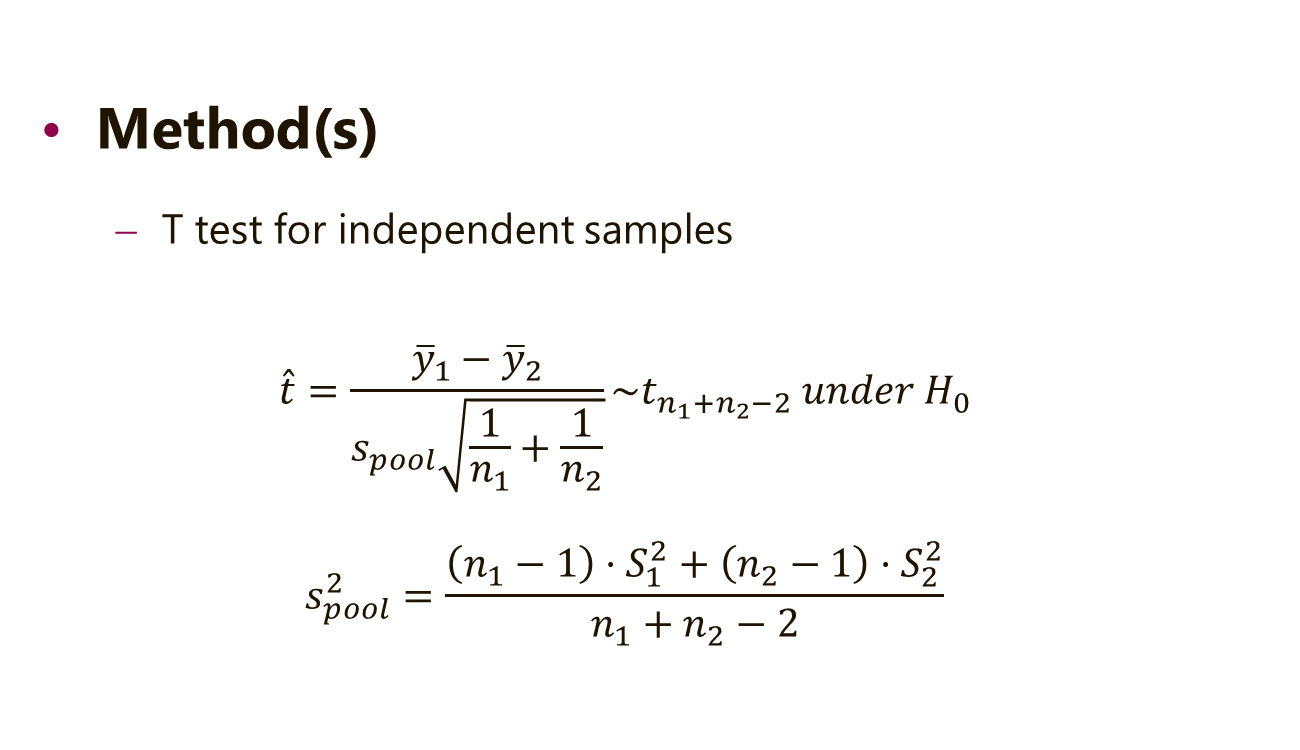 • Method(s)
– T test for independent samples
t̂ = (ȳ₁ − ȳ₂) / (s_pool √(1/n₁ + 1/n₂)) ~ t_{n₁+n₂−2} under H₀
s²_pool = ((n₁ − 1) · S₁² + (n₂ − 1) · S₂²) / (n₁ + n₂ − 2)